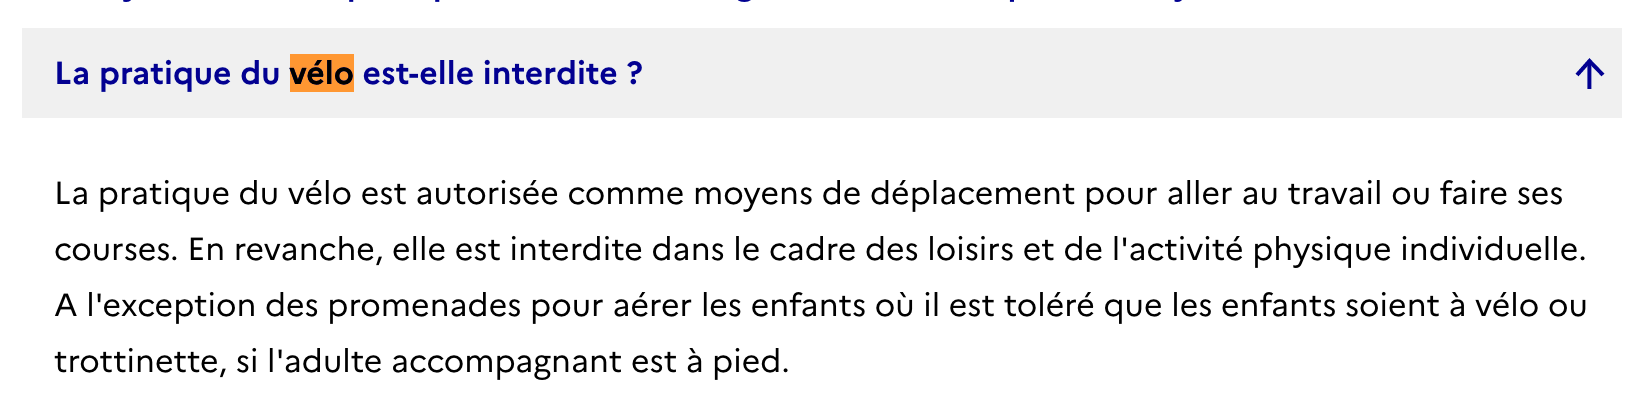 La pratique du vélo est-elle interdite ?
La pratique du vélo est autorisée comme moyens de déplacement pour aller au travail ou faire ses
courses. En revanche, elle est interdite dans le cadre des loisirs et de l'activité physique individuelle.
A l'exception des promenades pour aérer les enfants où il est toléré que les enfants soient à vélo ou
trottinette, si l'adulte accompagnant est à pied.